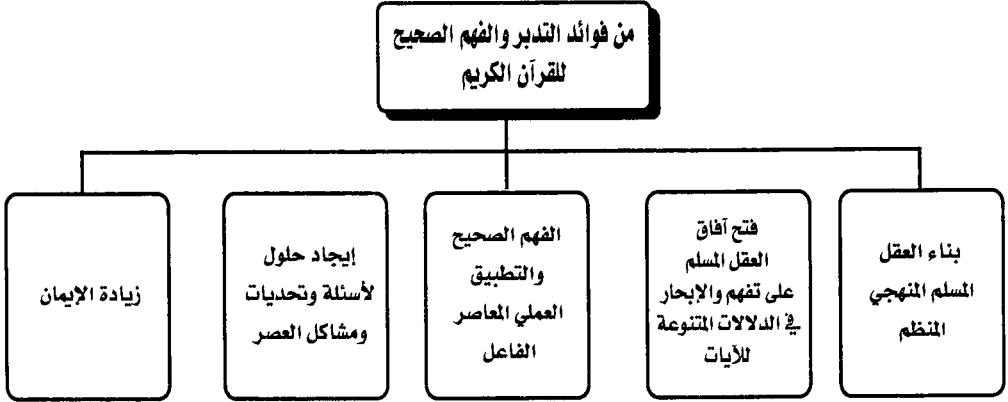 من فوائد التدبر والفهم الصحيح
للقرآن الكريم
بناء العقل
المسلم المنهجي
المنظم
فتح آفاق
العقل المسلم
على تفهم والإبحار
في الدلالات المتنوعة
للآيات
الفهم الصحيح
والتطبيق
العملي المعاصر
الفاعل
إيجاد حلول
لأسئلة وتحديات
ومشاكل العصر
زيادة الإيمان